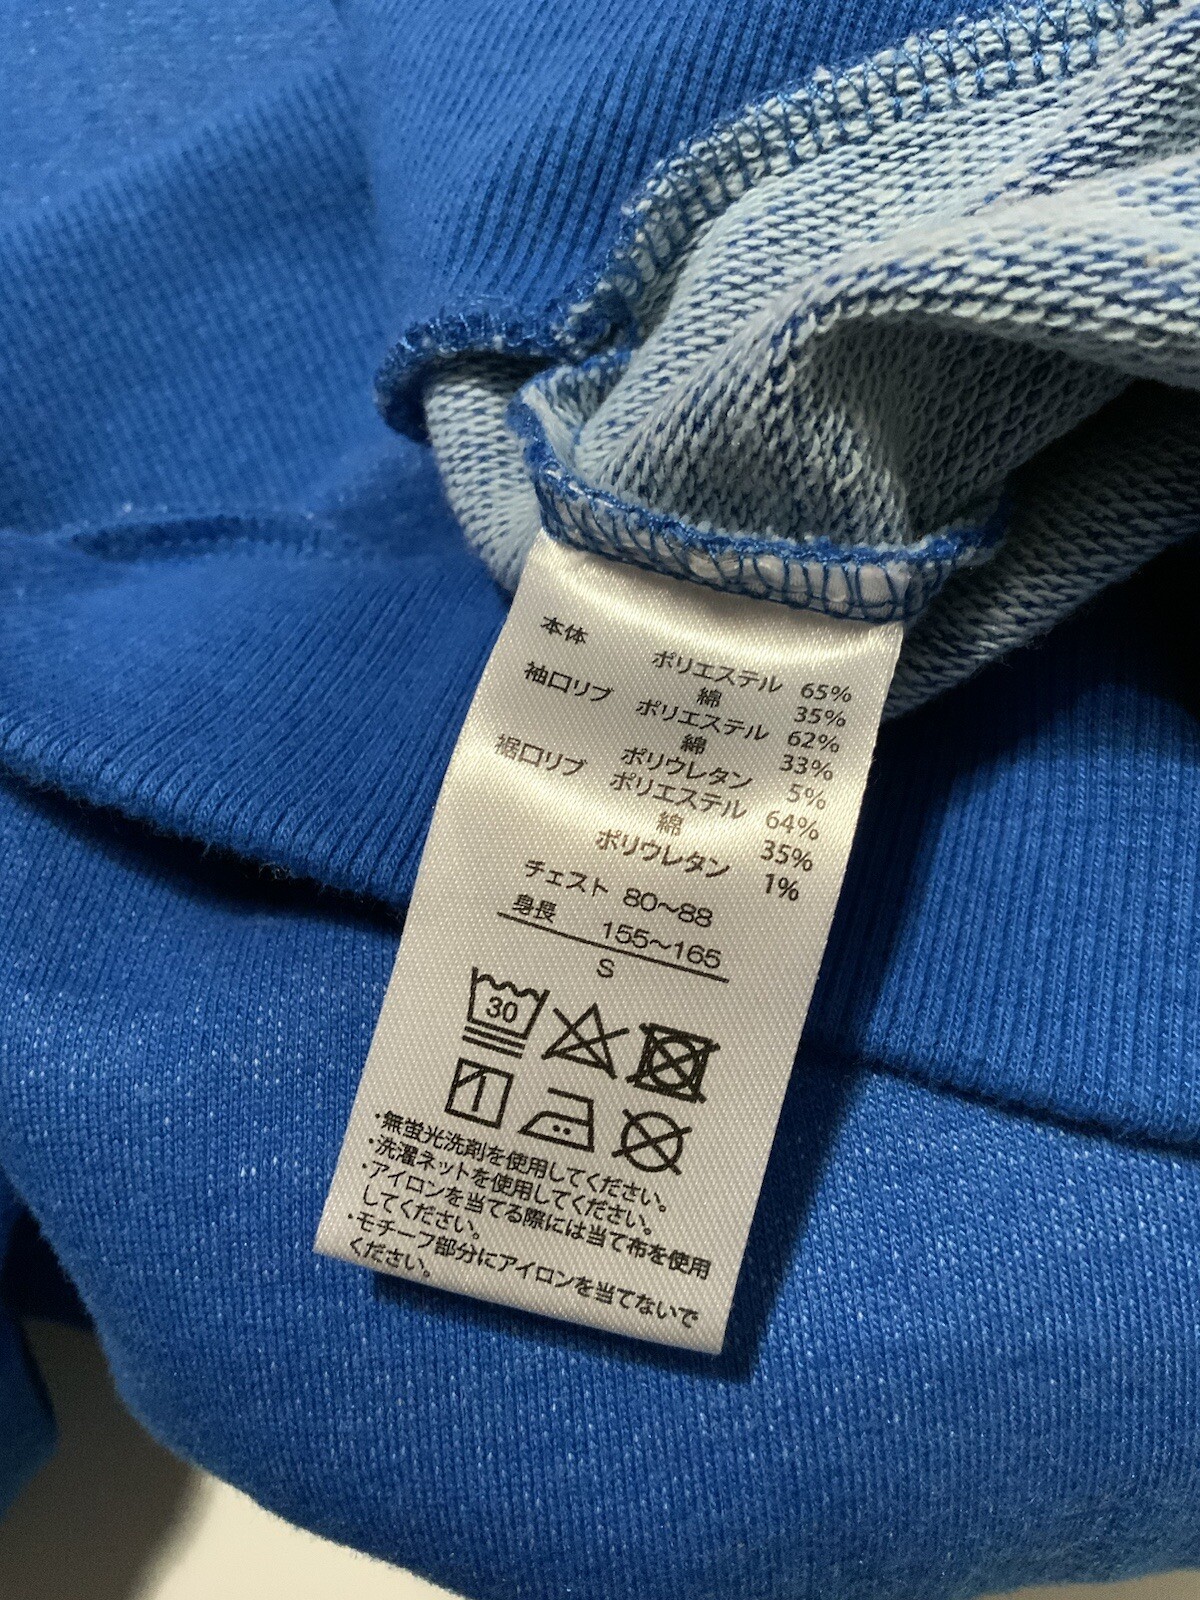 本体 ポリエステル 65%
綿 35%
袖口リブ ポリエステル 62%
綿 33%
ポリウレタン 5%
裾口リブ ポリエステル 64%
綿 35%
ポリウレタン 1%
チェスト 80〜88
身長 155〜165
S
30
・無蛍光洗剤を使用してください。
・洗濯ネットを使用してください。
・アイロンを当てる際には当て布を使用
してください。
・モチーフ部分にアイロンを当てないで
ください。